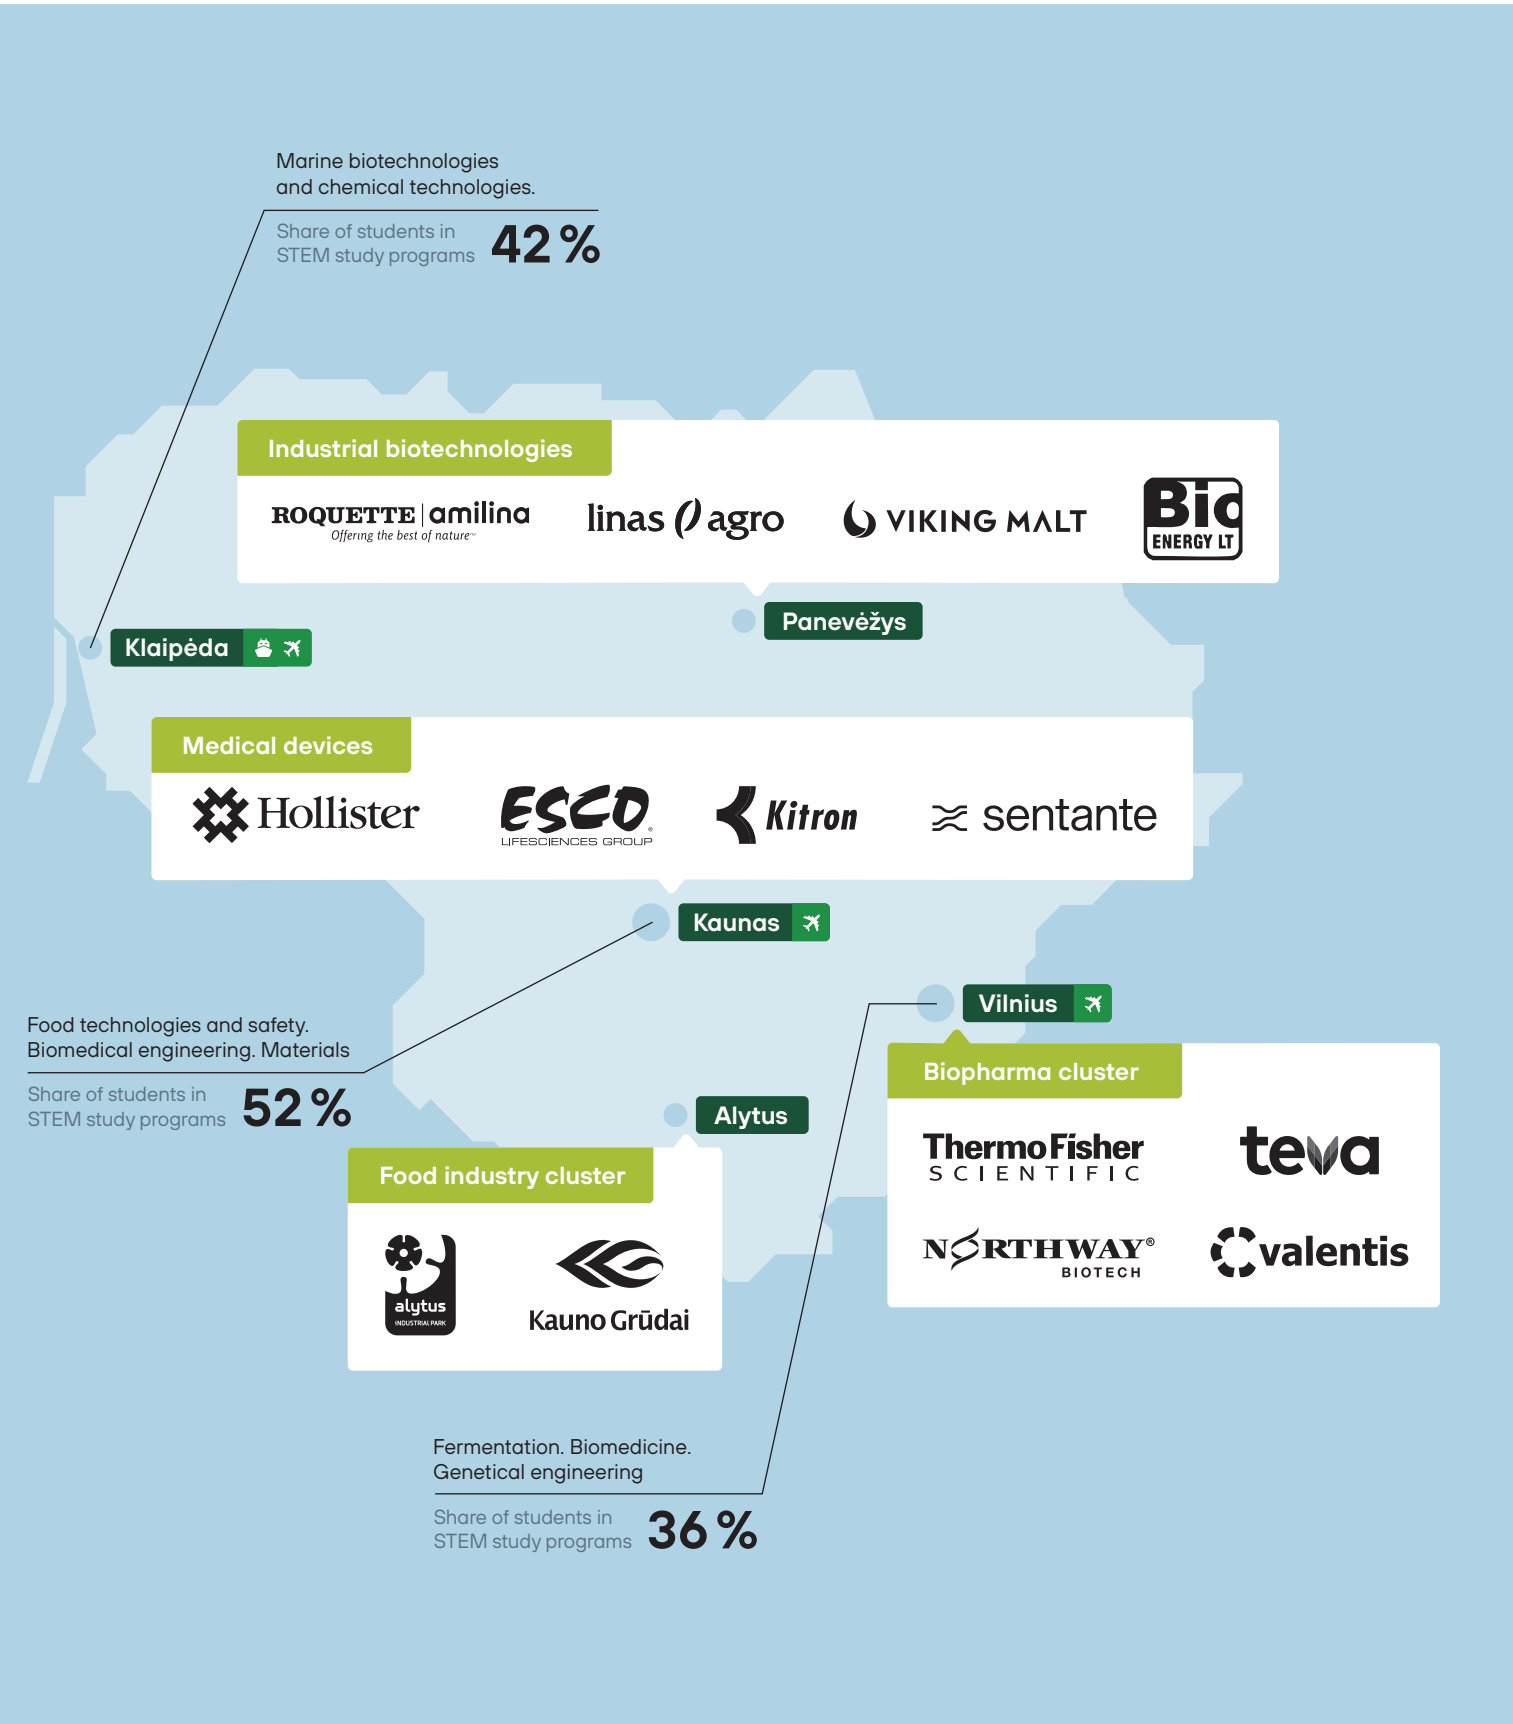 Marine biotechnologies
and chemical technologies.
Share of students in
STEM study programs
42 %
Industrial biotechnologies
ROQUETTE | amilina
Offering the best of nature™
linas agro
VIKING MALT
Bio
ENERGY LT
Panevėžys
Klaipėda
Medical devices
Hollister
ESCO®
LIFESCIENCES GROUP
Kitron
sentante
Kaunas
Vilnius
Food technologies and safety.
Biomedical engineering. Materials
Share of students in
STEM study programs
52 %
Biopharma cluster
Thermo Fisher
SCIENTIFIC
teva
NORTHWAY®
BIOTECH
valentis
Alytus
Food industry cluster
alytus
INDUSTRIAL PARK
Kauno Grūdai
Fermentation. Biomedicine.
Genetical engineering
Share of students in
STEM study programs
36 %